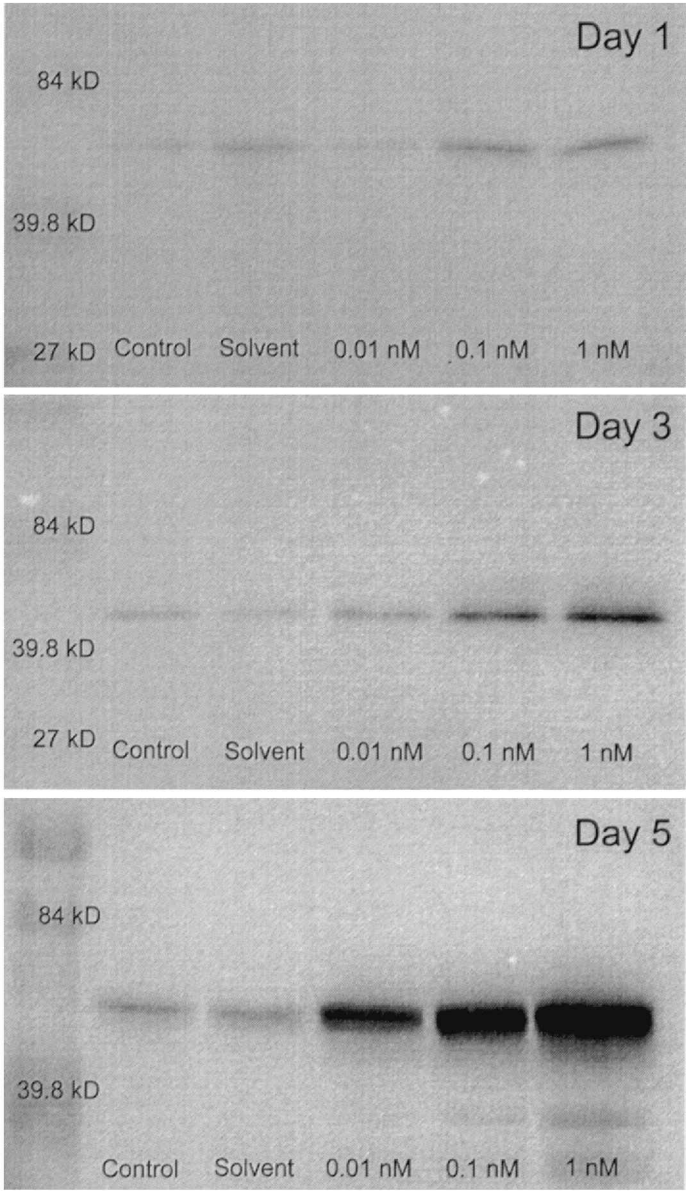 Day 1
84 kD
39.8 kD
27 kD Control Solvent 0.01 nM 0.1 nM 1 nM
Day 3
84 kD
39.8 kD
27 kD Control Solvent 0.01 nM 0.1 nM 1 nM
Day 5
84 kD
39.8 kD
Control Solvent 0.01 nM 0.1 nM 1 nM